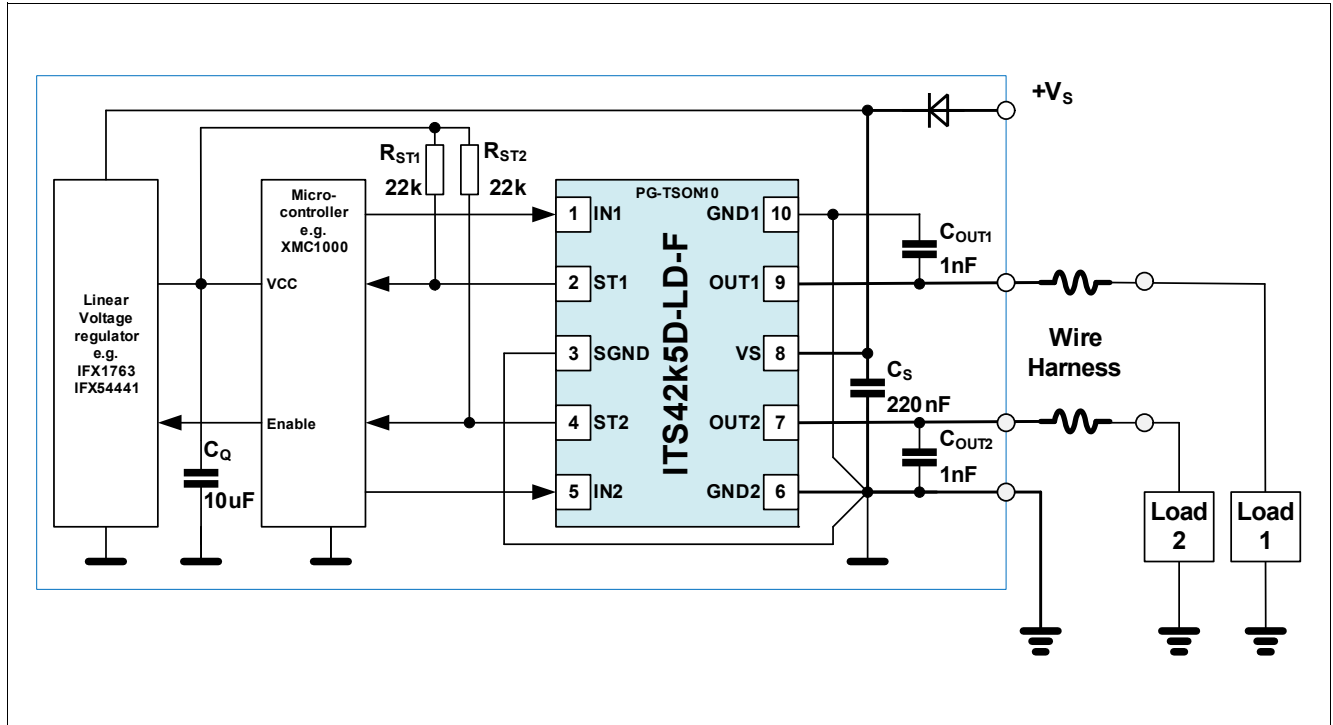 +VS
RST1
22k
RST2
22k
Linear
Voltage
regulator
e.g.
IFX1763
IFX54441
CQ
10uF
Micro-
controller
e.g.
XMC1000
VCC
Enable
PG-TSON10
ITS42k5D-LD-F
1 IN1
2 ST1
3 SGND
4 ST2
5 IN2
GND1 10
OUT1 9
VS 8
OUT2 7
GND2 6
COUT1
1nF
CS
220 nF
COUT2
1nF
Wire
Harness
Load
2
Load
1